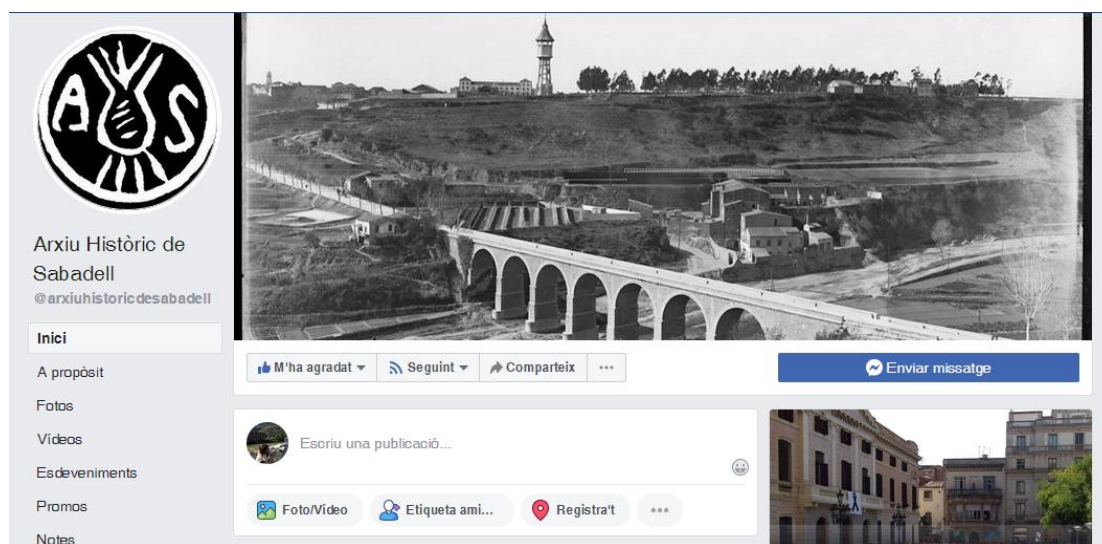 A S
Arxiu Històric de
Sabadell
@arxiuhistoricdesabadell
Inici
A propòsit
Fotos
Vídeos
Esdeveniments
Promos
Notes
M'ha agradat
Seguint
Comparteix
...
Enviar missatge
Escriu una publicació...
Foto/Vídeo
Etiqueta ami...
Registra't
...